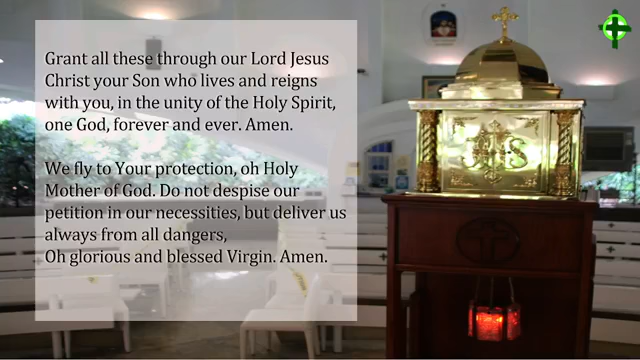 Grant all these through our Lord Jesus
Christ your Son who lives and reigns
with you, in the unity of the Holy Spirit,
one God, forever and ever. Amen.
We fly to Your protection, oh Holy
Mother of God. Do not despise our
petition in our necessities, but deliver us
always from all dangers,
Oh glorious and blessed Virgin. Amen.
IHS